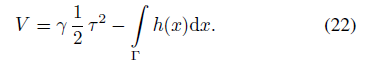 V = γ 1/2 τ² − ∫_Γ h(x)dx. (22)